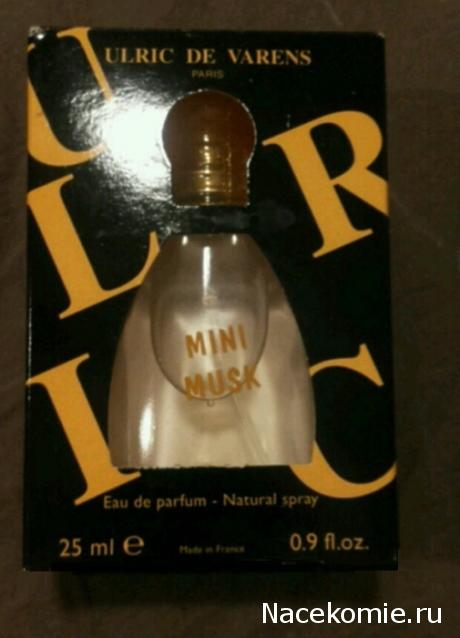 ULRIC DE VARENS
PARIS
U
L
R
I
C
MINI
MUSK
Eau de parfum - Natural spray
25 ml ℮
Made in France
0.9 fl.oz.
Nacekomie.ru